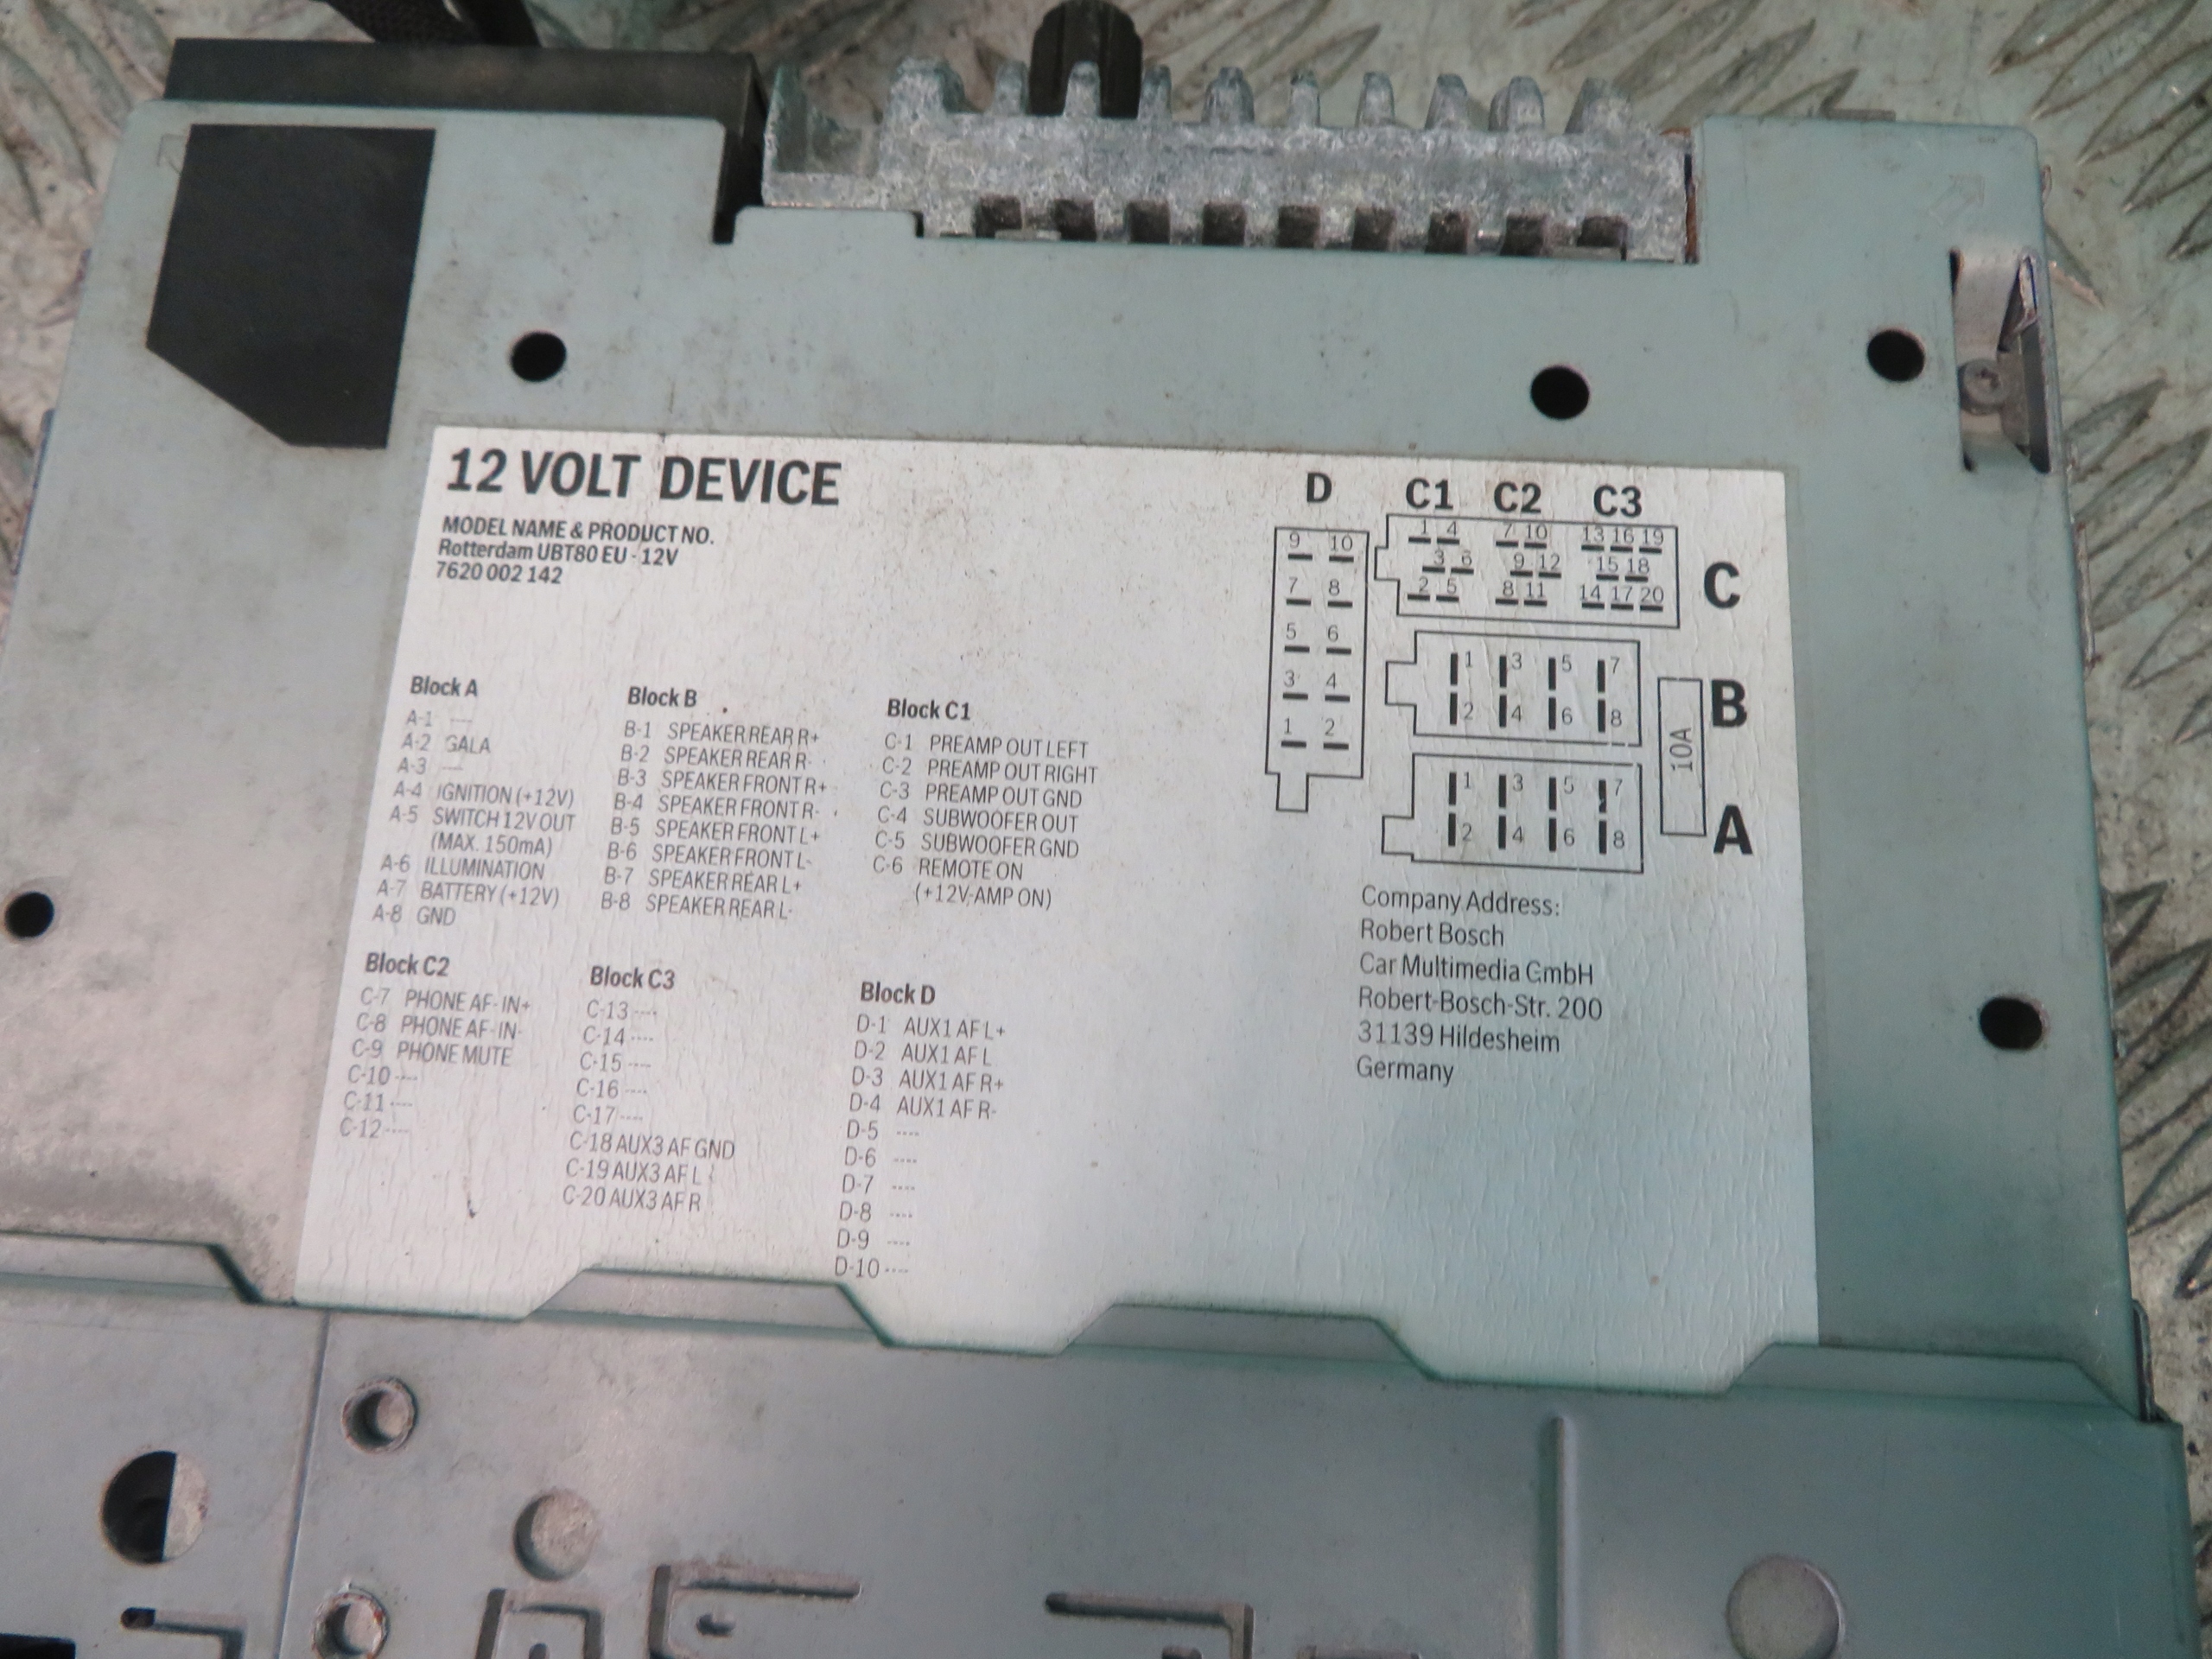 12 VOLT DEVICE
MODEL NAME & PRODUCT NO.
Rotterdam UBT80 EU - 12V
7620 002 142
Block A
A-1 ----
A-2 GALA
A-3 ----
A-4 IGNITION (+12V)
A-5 SWITCH 12V OUT
(MAX. 150mA)
A-6 ILLUMINATION
A-7 BATTERY (+12V)
A-8 GND
Block B
B-1 SPEAKER REAR R+
B-2 SPEAKER REAR R-
B-3 SPEAKER FRONT R+
B-4 SPEAKER FRONT R-
B-5 SPEAKER FRONT L+
B-6 SPEAKER FRONT L-
B-7 SPEAKER REAR L+
B-8 SPEAKER REAR L-
Block C1
C-1 PREAMP OUT LEFT
C-2 PREAMP OUT RIGHT
C-3 PREAMP OUT GND
C-4 SUBWOOFER OUT
C-5 SUBWOOFER GND
C-6 REMOTE ON
(+12V-AMP ON)
Block C2
C-7 PHONE AF-IN+
C-8 PHONE AF-IN-
C-9 PHONE MUTE
C-10 ----
C-11 ----
C-12 ----
Block C3
C-13 ----
C-14 ----
C-15 ----
C-16 ----
C-17 ----
C-18 AUX3 AF GND
C-19 AUX3 AF L
C-20 AUX3 AF R
Block D
D-1 AUX1 AF L+
D-2 AUX1 AF L
D-3 AUX1 AF R+
D-4 AUX1 AF R-
D-5 ----
D-6 ----
D-7 ----
D-8 ----
D-9 ----
D-10 ----
D C1 C2 C3
9 10
7 8
5 6
3 4
1 2
1 4 7 10 13 16 19
3 6 9 12 15 18
2 5 8 11 14 17 20
C
1 3 5 7
2 4 6 8
B
1 3 5 7
2 4 6 8
A
10A
Company Address:
Robert Bosch
Car Multimedia GmbH
Robert-Bosch-Str. 200
31139 Hildesheim
Germany